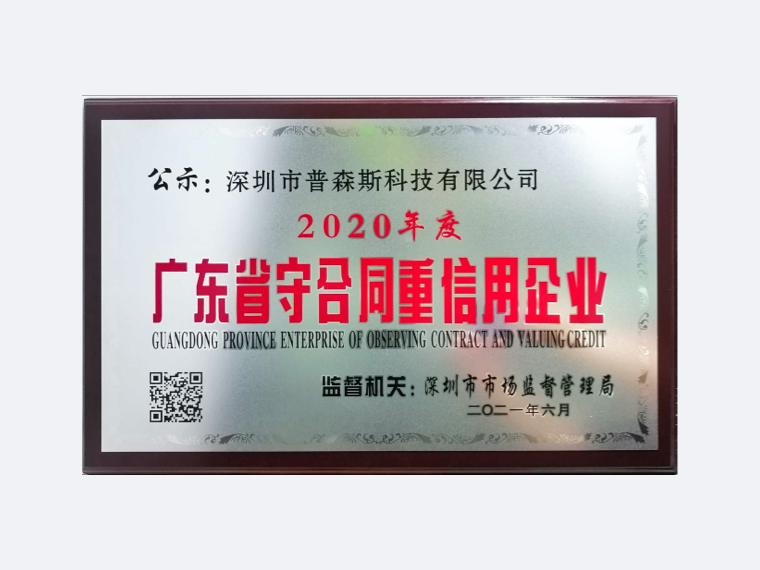 公示：深圳市普森斯科技有限公司
2020年度
广东省守合同重信用企业
GUANGDONG PROVINCE ENTERPRISE OF OBSERVING CONTRACT AND VALUING CREDIT
监督机关：深圳市市场监督管理局
二〇二一年六月